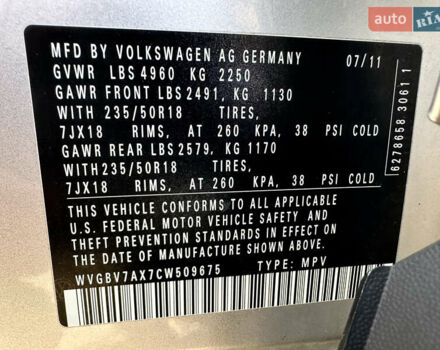 auto RIA
MFD BY VOLKSWAGEN AG GERMANY 07/11
GVWR LBS 4960 KG 2250
GAWR FRONT LBS 2491, KG 1130
WITH 235/50R18 TIRES,
7JX18 RIMS, AT 260 KPA, 38 PSI COLD
GAWR REAR LBS 2579, KG 1170
WITH 235/50R18 TIRES,
7JX18 RIMS, AT 260 KPA, 38 PSI COLD
THIS VEHICLE CONFORMS TO ALL APPLICABLE
U.S. FEDERAL MOTOR VEHICLE SAFETY AND
THEFT PREVENTION STANDARDS IN EFFECT ON
THE DATE OF MANUFACTURE SHOWN ABOVE.
WVGBV7AX7CW509675 TYPE: MPV
6278658 3061 1